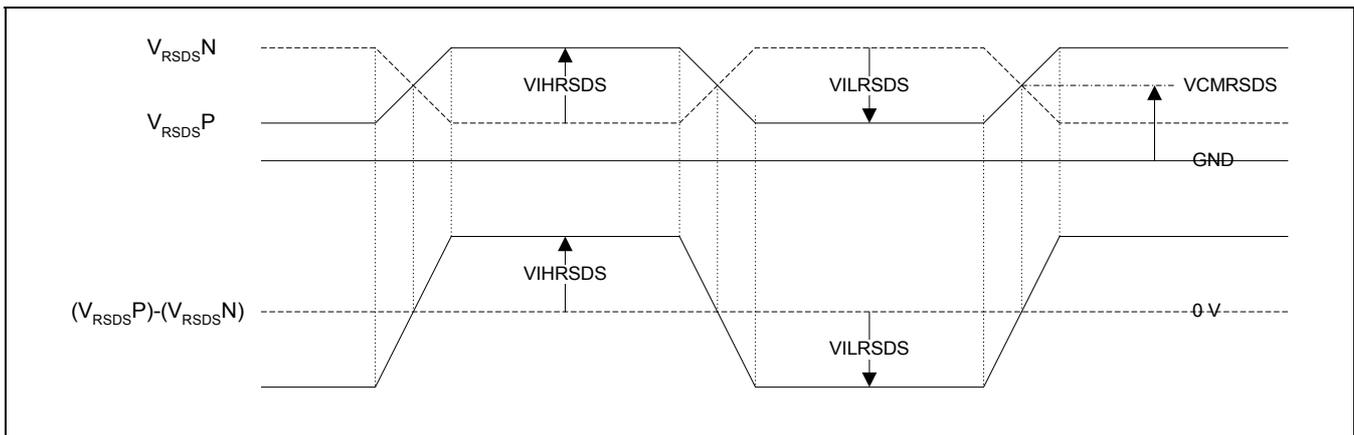 VRSDSN
VIHRSDS
VILRSDS
VCMRSDS
VRSDSP
GND
VIHRSDS
(VRSDSP)-(VRSDSN)
0 V
VILRSDS